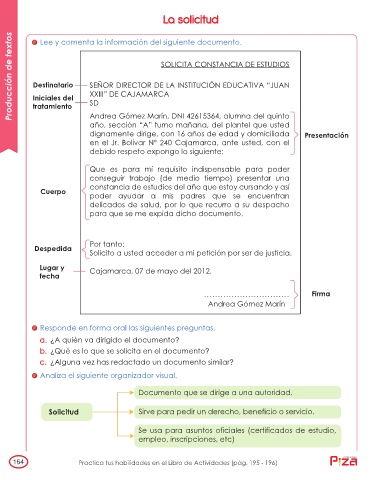 La solicitud
Producción de textos
Lee y comenta la información del siguiente documento.
SOLICITA CONSTANCIA DE ESTUDIOS
Destinatario
SEÑOR DIRECTOR DE LA INSTITUCIÓN EDUCATIVA "JUAN
XXIII" DE CAJAMARCA
Iniciales del
tratamiento
SD
Andrea Gómez Marín, DNI 42615364, alumna del quinto
año, sección "A" turno mañana, del plantel que usted
dignamente dirige, con 16 años de edad y domiciliada
en el Jr. Bolívar N° 240 Cajamarca, ante usted, con el
debido respeto expongo lo siguiente:
Presentación
Que es para mí requisito indispensable para poder
conseguir trabajo (de medio tiempo) presentar una
constancia de estudios del año que estoy cursando y así
poder ayudar a mis padres que se encuentran
delicados de salud, por lo que recurro a su despacho
para que se me expida dicho documento.
Cuerpo
Despedida
Por tanto:
Solicito a usted acceder a mi petición por ser de justicia.
Lugar y
fecha
Cajamarca, 07 de mayo del 2012.
................................
Andrea Gómez Marín
Firma
Responde en forma oral las siguientes preguntas.
a. ¿A quién va dirigido el documento?
b. ¿Qué es lo que se solicita en el documento?
c. ¿Alguna vez has redactado un documento similar?
Analiza el siguiente organizador visual.
Solicitud
Documento que se dirige a una autoridad.
Sirve para pedir un derecho, beneficio o servicio.
Se usa para asuntos oficiales (certificados de estudio,
empleo, inscripciones, etc)
164
Practica tus habilidades en el Libro de Actividades (pág. 195 - 196)
Piza